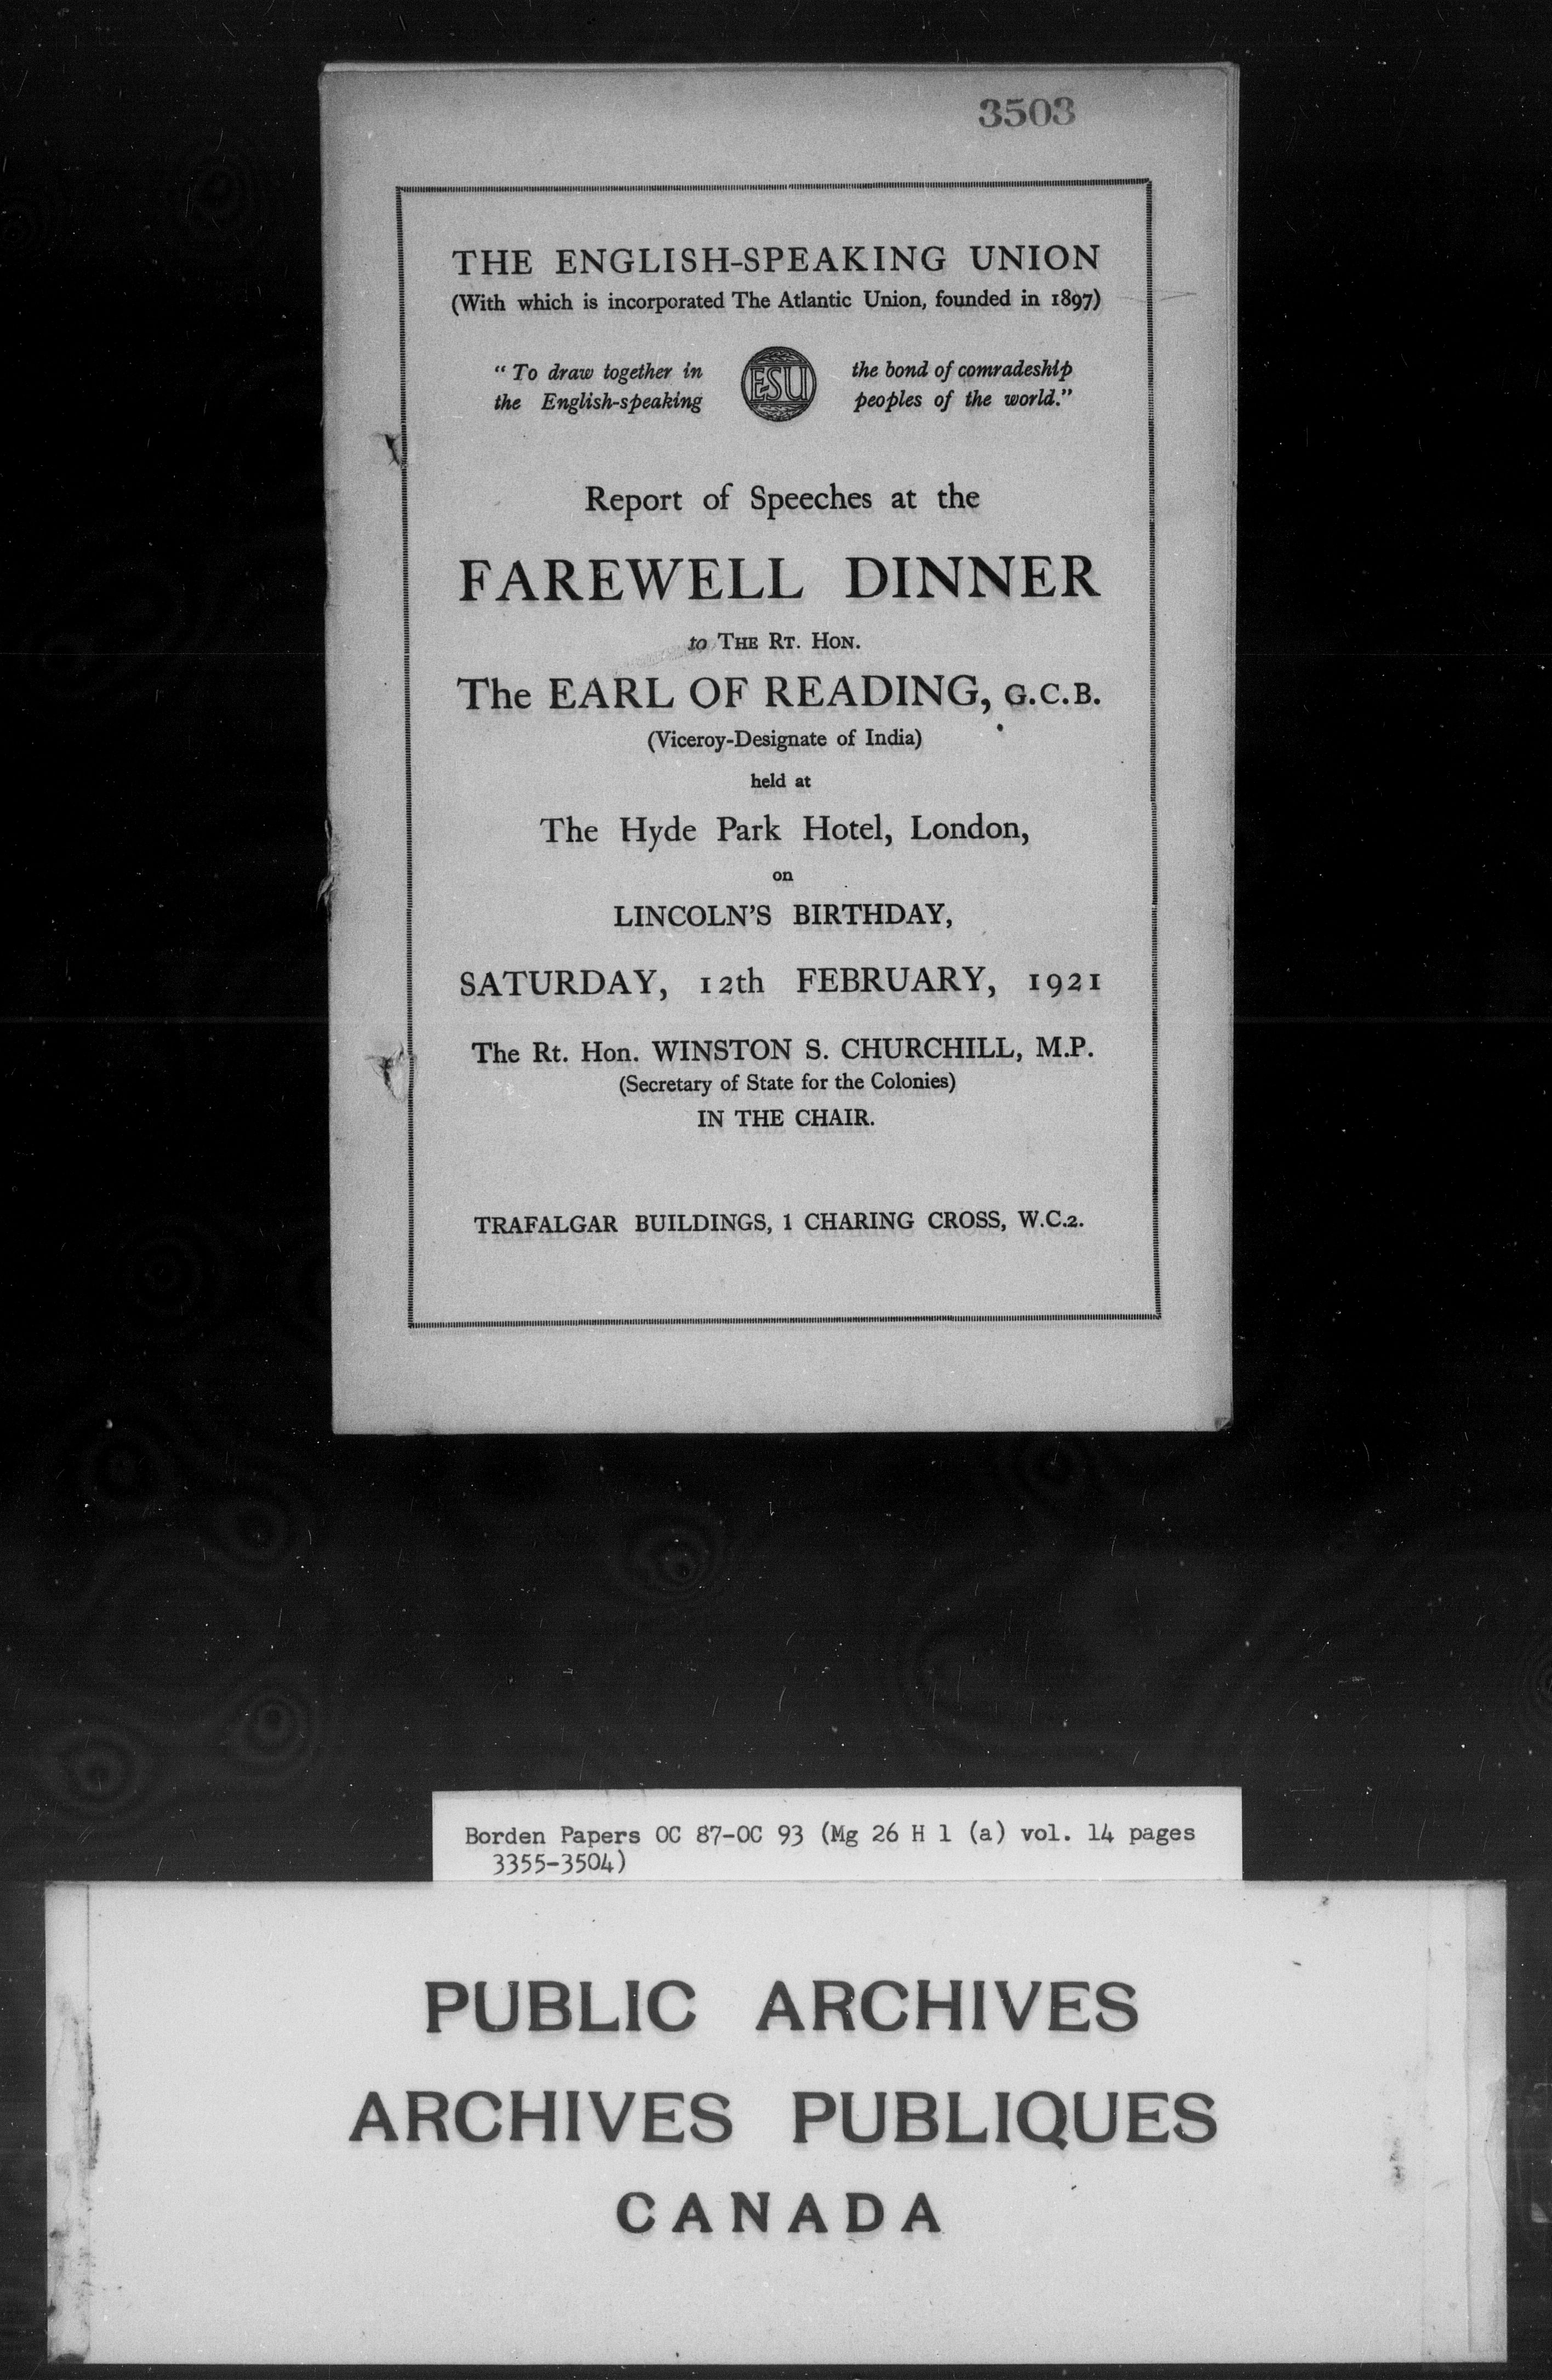 3503
THE ENGLISH-SPEAKING UNION
(With which is incorporated The Atlantic Union, founded in 1897)
“ To draw together in the bond of comradeship
ESU
the English-speaking peoples of the world.”
Report of Speeches at the
FAREWELL DINNER
to THE RT. HON.
The EARL OF READING, G.C.B.
(Viceroy-Designate of India)
held at
The Hyde Park Hotel, London,
on
LINCOLN'S BIRTHDAY,
SATURDAY, 12th FEBRUARY, 1921
The Rt. Hon. WINSTON S. CHURCHILL, M.P.
(Secretary of State for the Colonies)
IN THE CHAIR.
TRAFALGAR BUILDINGS, 1 CHARING CROSS, W.C.2.
Borden Papers OC 87-OC 93 (Mg 26 H 1 (a) vol. 14 pages
3355-3504)
PUBLIC ARCHIVES
ARCHIVES PUBLIQUES
CANADA